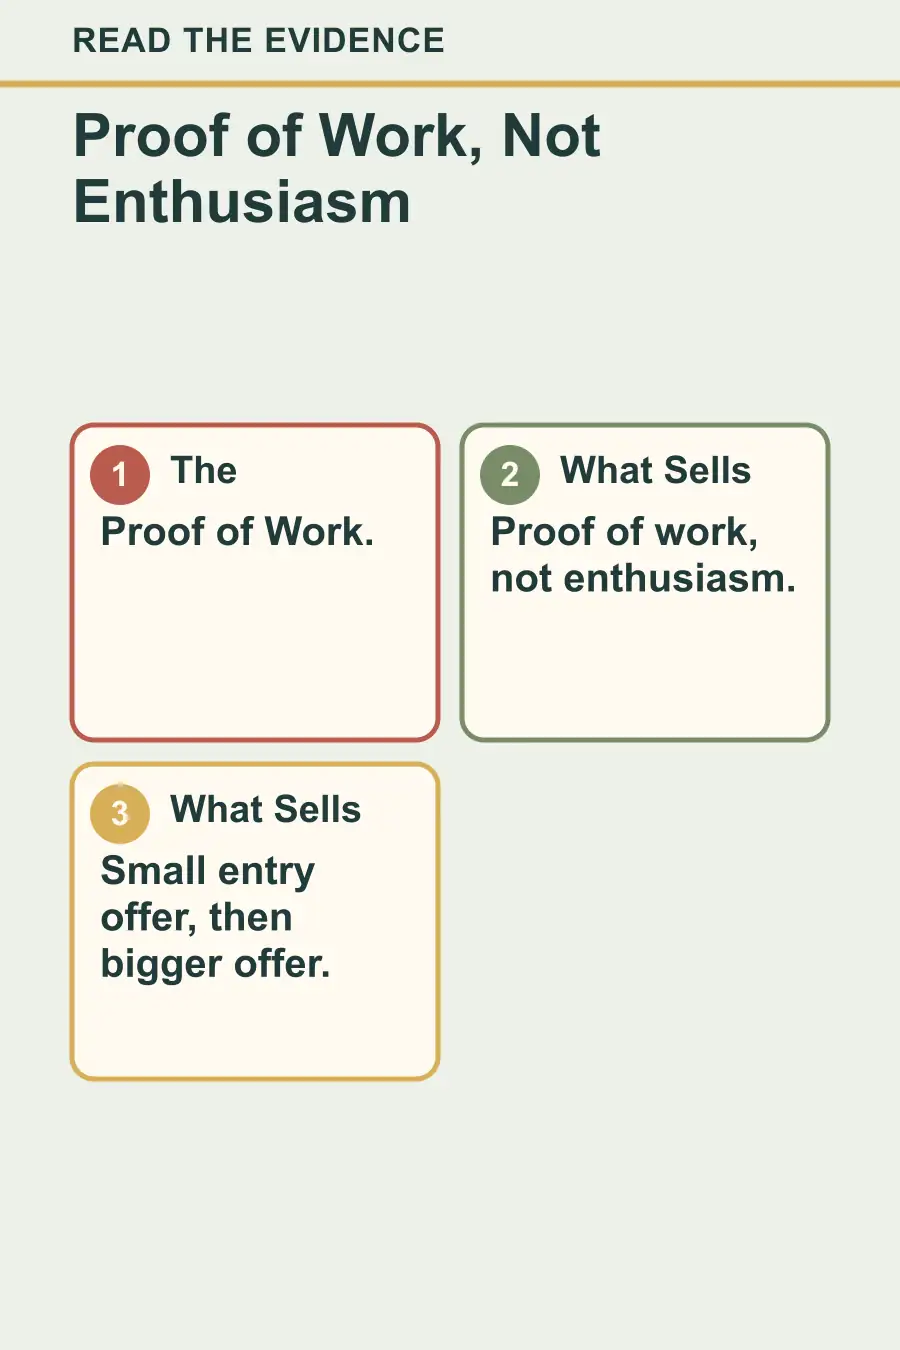 READ THE EVIDENCE
Proof of Work, Not
Enthusiasm
1 The
Proof of Work.
2 What Sells
Proof of work,
not enthusiasm.
3 What Sells
Small entry
offer, then
bigger offer.